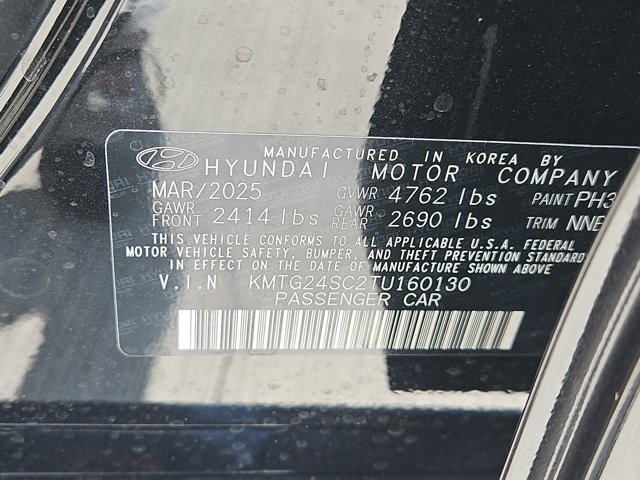 MANUFACTURED IN KOREA BY
HYUNDAI MOTOR COMPANY
MAR/2025 GVWR 4762 lbs PAINT PH3
GAWR FRONT 2414 lbs GAWR REAR 2690 lbs TRIM NNB
THIS VEHICLE CONFORMS TO ALL APPLICABLE U.S.A. FEDERAL
MOTOR VEHICLE SAFETY, BUMPER, AND THEFT PREVENTION STANDARDS
IN EFFECT ON THE DATE OF MANUFACTURE SHOWN ABOVE
V.I.N KMTG24SC2TU160130
PASSENGER CAR